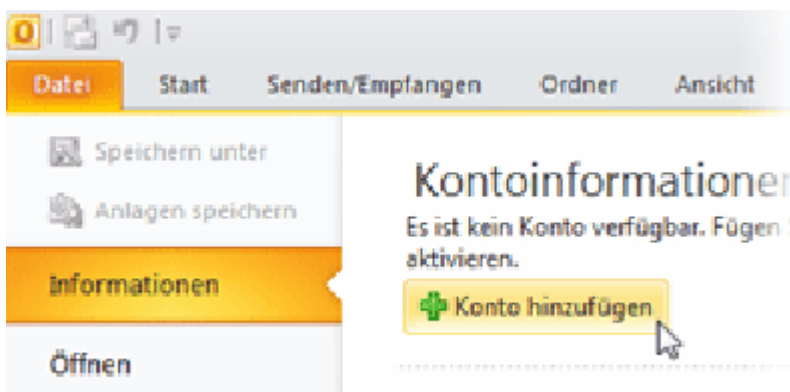 Datei Start Senden/Empfangen Ordner Ansicht
Speichern unter
Anlagen speichern
Kontoinformationen
Es ist kein Konto verfügbar. Fügen
aktivieren.
Informationen
Konto hinzufügen
Öffnen